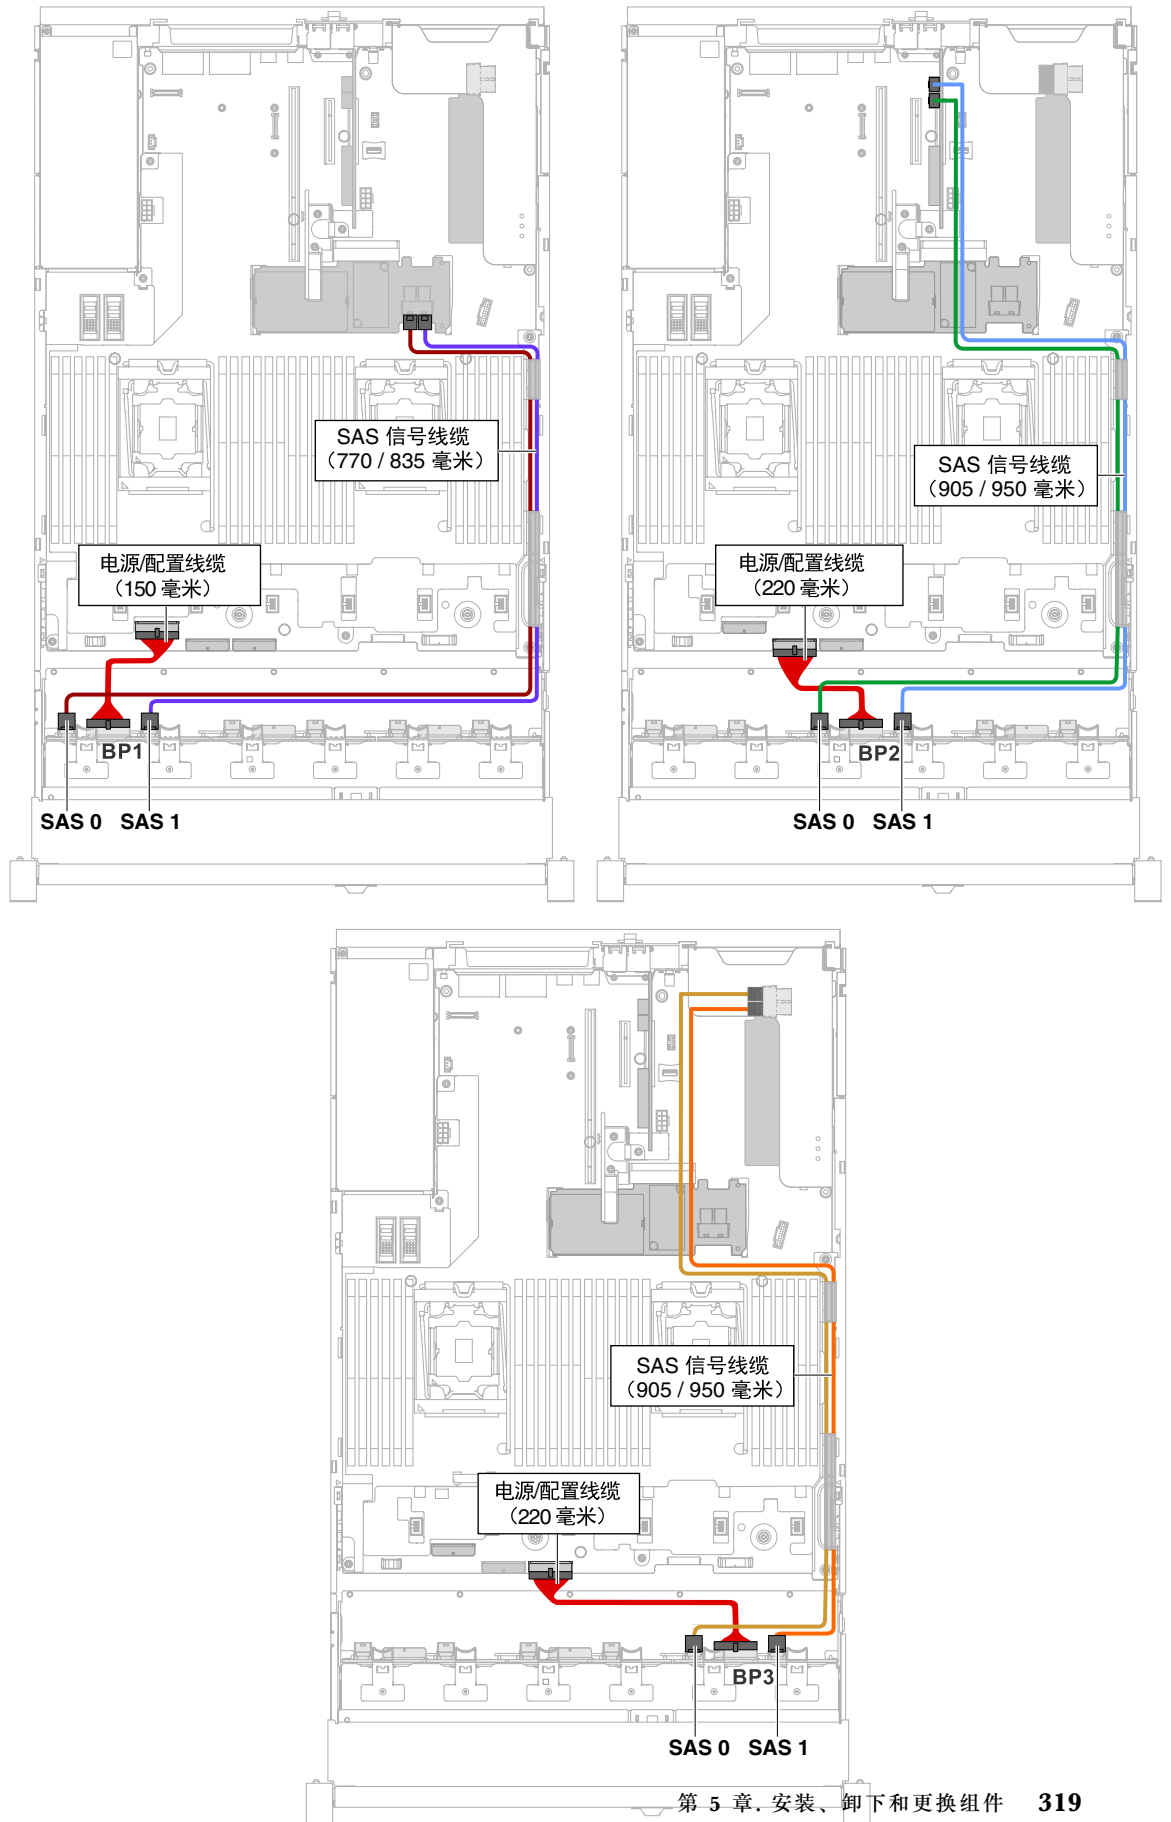 SAS 信号线缆
（770 / 835 毫米）
电源/配置线缆
（150 毫米）
BP1
SAS 0 SAS 1
SAS 信号线缆
（905 / 950 毫米）
电源/配置线缆
（220 毫米）
BP2
SAS 0 SAS 1
SAS 信号线缆
（905 / 950 毫米）
电源/配置线缆
（220 毫米）
BP3
SAS 0 SAS 1
第 5 章. 安装、卸下和更换组件 319